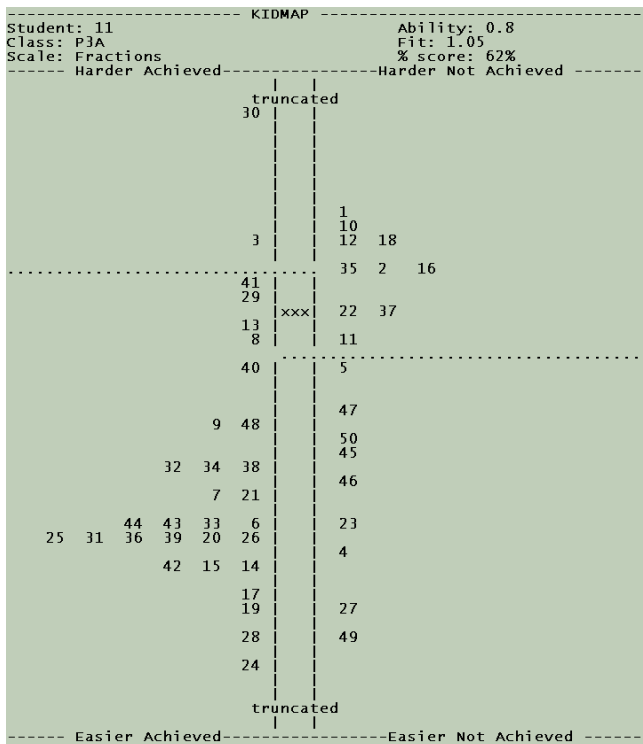 KIDMAP
Student: 11 Ability: 0.8
Class: P3A Fit: 1.05
Scale: Fractions % score: 62%
Harder Achieved Harder Not Achieved
truncated
30
1
10
3 12 18
35 2 16
41
29
xxx 22 37
13
8 11
40 5
47
9 48
50
45
32 34 38
46
7 21
44 43 33 6 23
25 31 36 39 20 26
4
42 15 14
17
19 27
28 49
24
truncated
Easier Achieved Easier Not Achieved